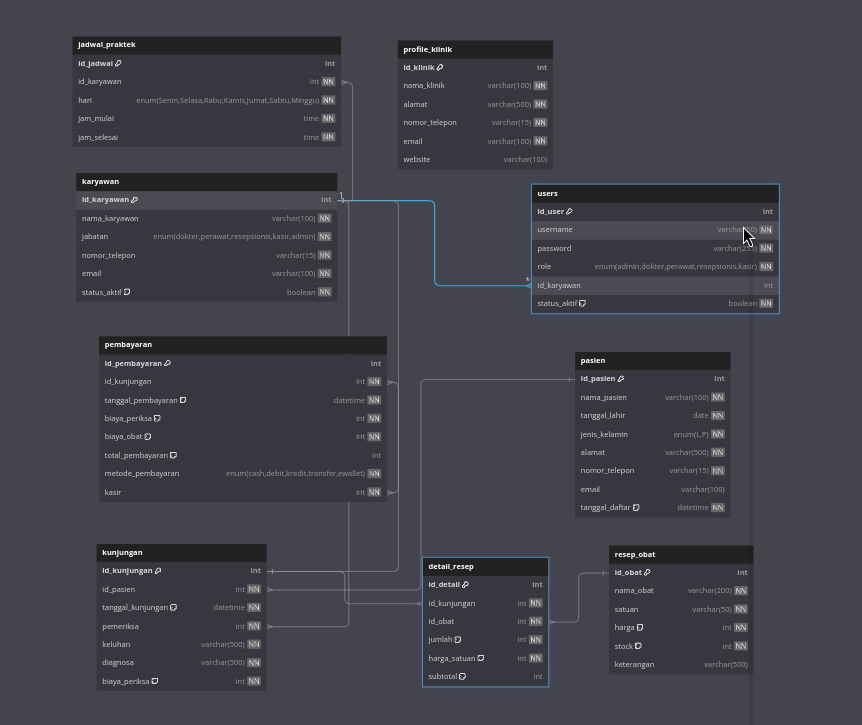 jadwal_praktek
id_jadwal int
id_karyawan int NN
hari enum(Senin,Selasa,Rabu,Kamis,Jumat,Sabtu,Minggu) NN
jam_mulai time NN
jam_selesai time NN
profile_klinik
id_klinik int
nama_klinik varchar(100) NN
alamat varchar(500) NN
nomor_telepon varchar(15) NN
email varchar(100) NN
website varchar(100)
karyawan
id_karyawan int
nama_karyawan varchar(100) NN
jabatan enum(dokter,perawat,resepsionis,kasir,admin) NN
nomor_telepon varchar(15) NN
email varchar(100) NN
status_aktif boolean NN
1
users
id_user int
username NN
password NN
role enum(admin,dokter,perawat,resepsionis,kasir) NN
* id_karyawan int
status_aktif boolean NN
pembayaran
id_pembayaran int
id_kunjungan int NN
tanggal_pembayaran datetime NN
biaya_periksa int NN
biaya_obat int NN
total_pembayaran int
metode_pembayaran enum(cash,debit,kredit,transfer,ewallet) NN
kasir int NN
pasien
id_pasien int
nama_pasien varchar(100) NN
tanggal_lahir date NN
jenis_kelamin enum(L,P) NN
alamat varchar(500) NN
nomor_telepon varchar(15) NN
email varchar(100)
tanggal_daftar datetime NN
kunjungan
id_kunjungan int
id_pasien int NN
tanggal_kunjungan datetime NN
pemeriksa int NN
keluhan varchar(500) NN
diagnosa varchar(500) NN
biaya_periksa int NN
detail_resep
id_detail int
id_kunjungan int NN
id_obat int NN
jumlah int NN
harga_satuan int NN
subtotal int
resep_obat
id_obat int
nama_obat varchar(200) NN
satuan varchar(50) NN
harga int NN
stock int NN
keterangan varchar(500)